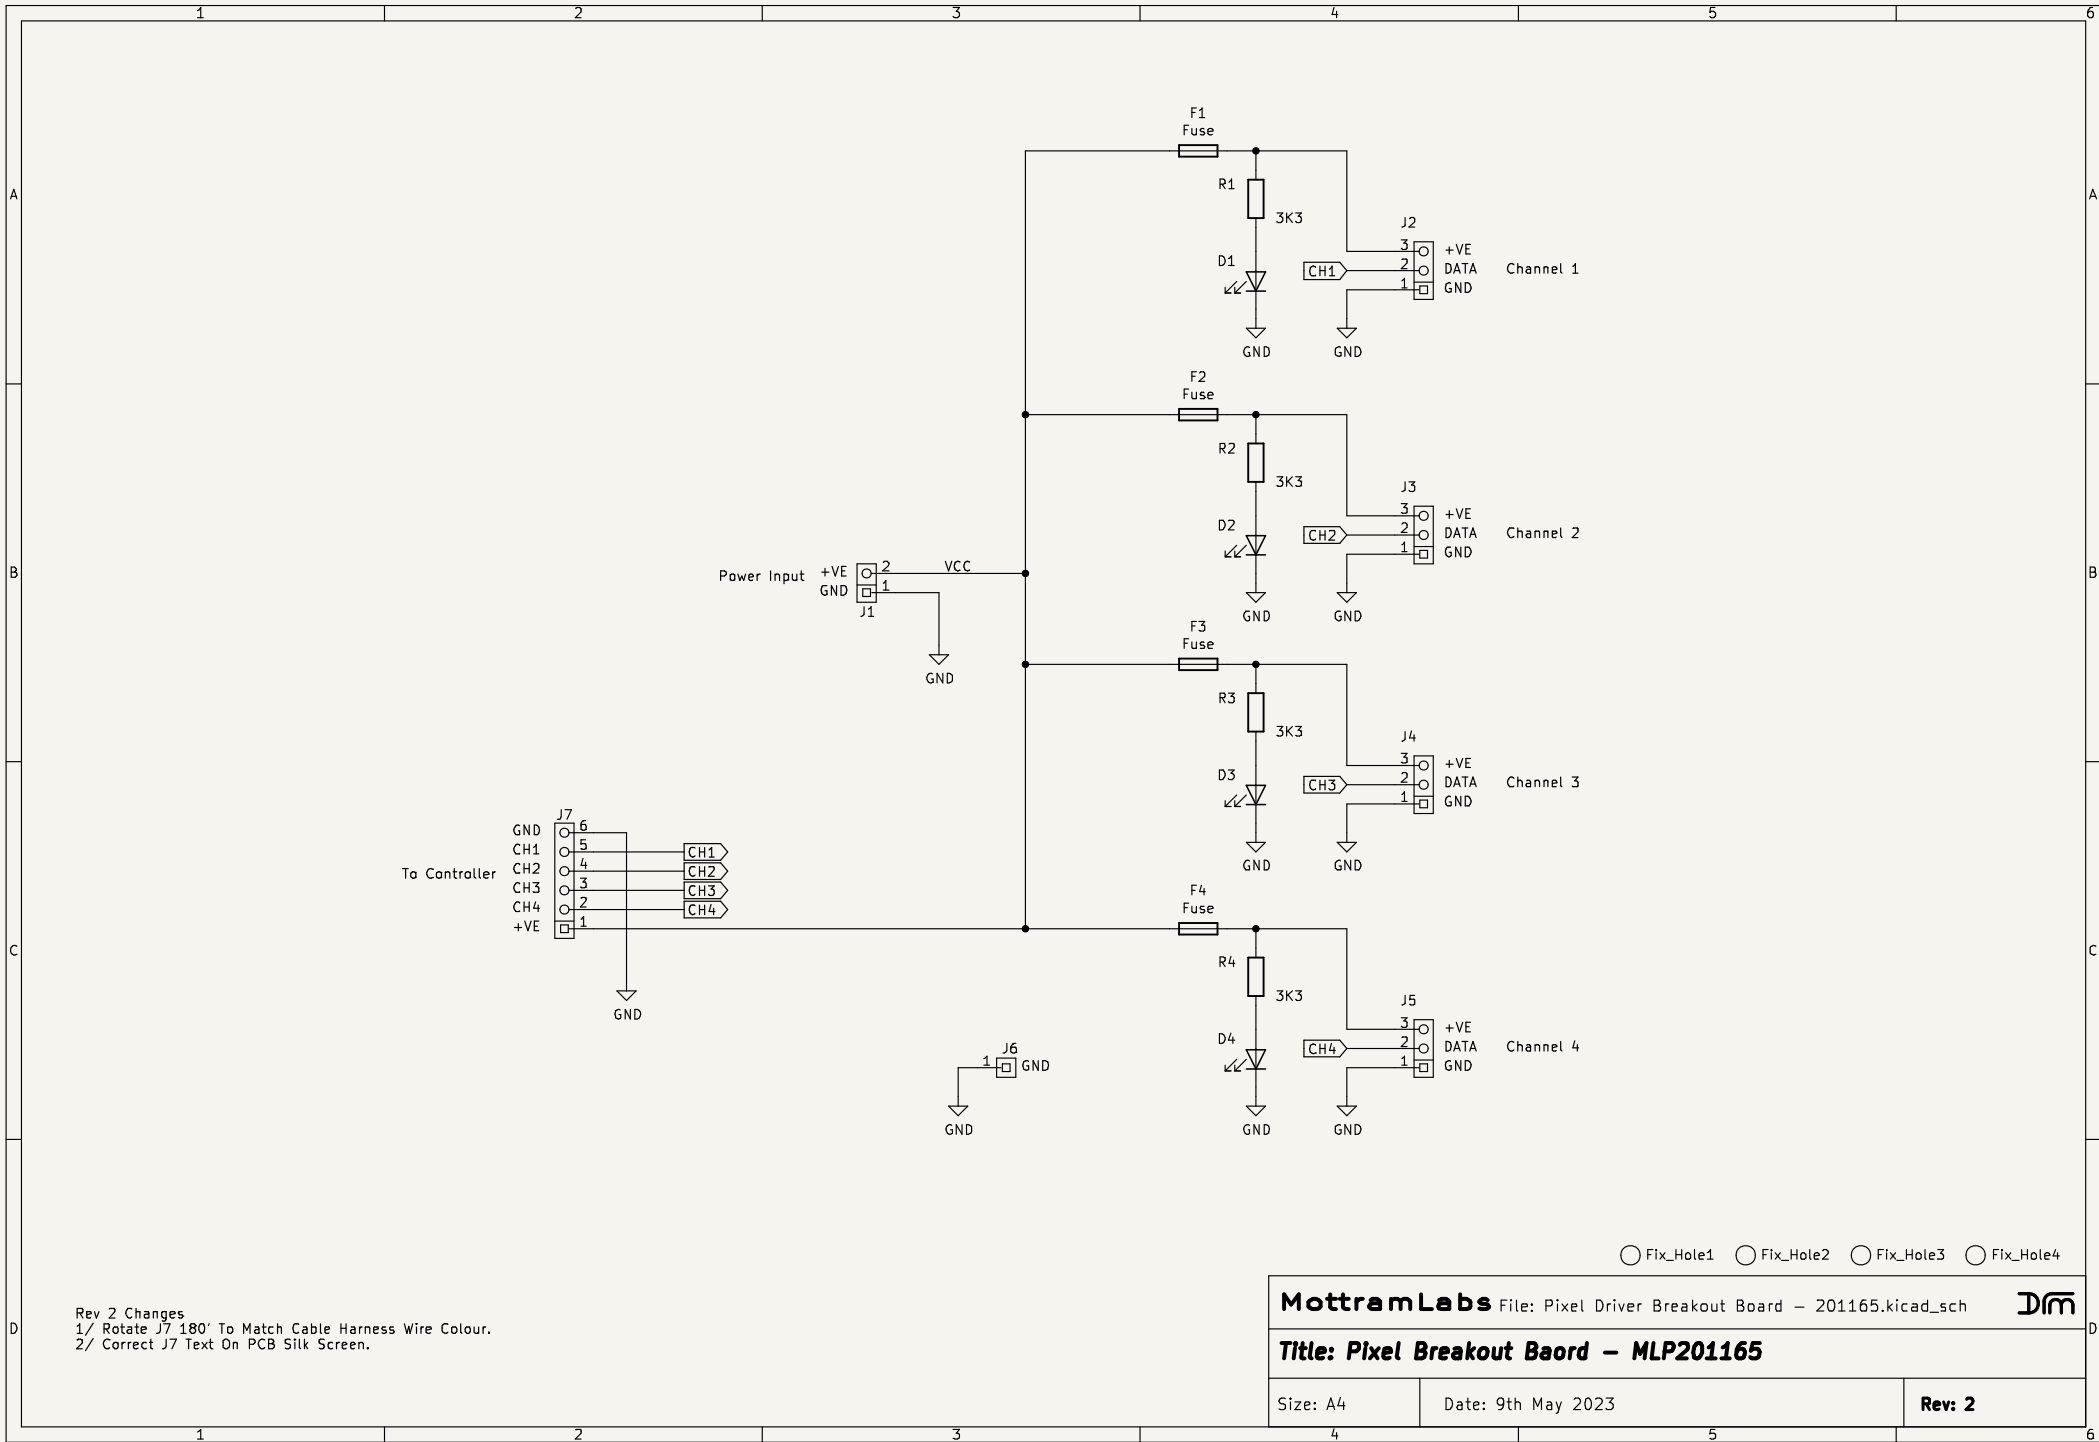 1 2 3 4 5 6
A A
B B
C C
D D
1 2 3 4 5 6
F1
Fuse
R1
3K3
D1
GND
J2
3 +VE
CH1 2 DATA Channel 1
1 GND
GND
F2
Fuse
R2
3K3
D2
GND
J3
3 +VE
CH2 2 DATA Channel 2
1 GND
GND
Power Input +VE 2 VCC
GND 1
J1
GND
F3
Fuse
R3
3K3
D3
GND
J4
3 +VE
CH3 2 DATA Channel 3
1 GND
GND
To Controller
J7
GND 6
CH1 5 CH1
CH2 4 CH2
CH3 3 CH3
CH4 2 CH4
+VE 1
GND
F4
Fuse
R4
3K3
D4
GND
J5
3 +VE
CH4 2 DATA Channel 4
1 GND
GND
J6
1 GND
GND
Fix_Hole1 Fix_Hole2 Fix_Hole3 Fix_Hole4
Rev 2 Changes
1/ Rotate J7 180' To Match Cable Harness Wire Colour.
2/ Correct J7 Text On PCB Silk Screen.
MottramLabs File: Pixel Driver Breakout Board – 201165.kicad_sch
Title: Pixel Breakout Baord – MLP201165
Size: A4 Date: 9th May 2023 Rev: 2